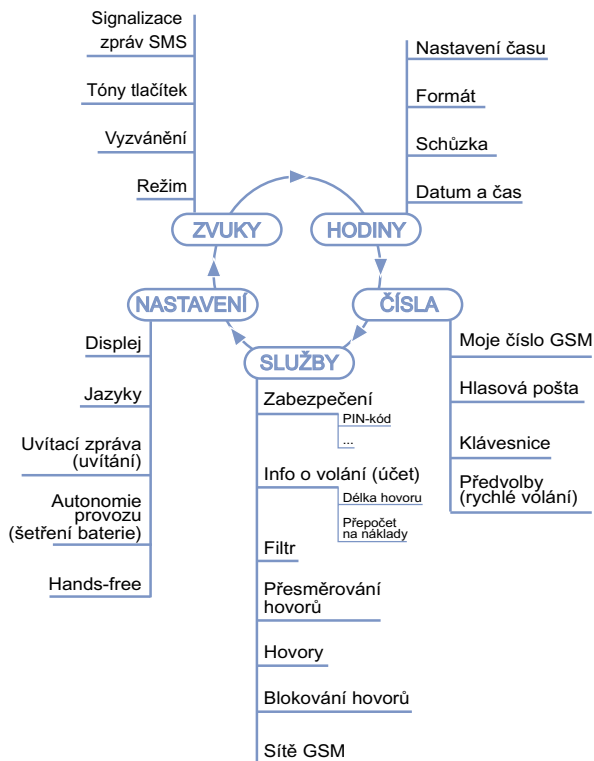 Signalizace
zpráv SMS
Tóny tlačítek
Vyzvánění
Režim
ZVUKY
Nastavení času
Formát
Schůzka
Datum a čas
HODINY
NASTAVENÍ
Displej
Jazyky
Uvítací zpráva
(uvítání)
Autonomie
provozu
(šetření baterie)
Hands-free
ČÍSLA
Moje číslo GSM
Hlasová pošta
Klávesnice
Předvolby
(rychlé volání)
SLUŽBY
Zabezpečení
PIN-kód
...
Info o volání (účet)
Délka hovoru
Přepočet
na náklady
Filtr
Přesměrování
hovorů
Hovory
Blokování hovorů
Sítě GSM